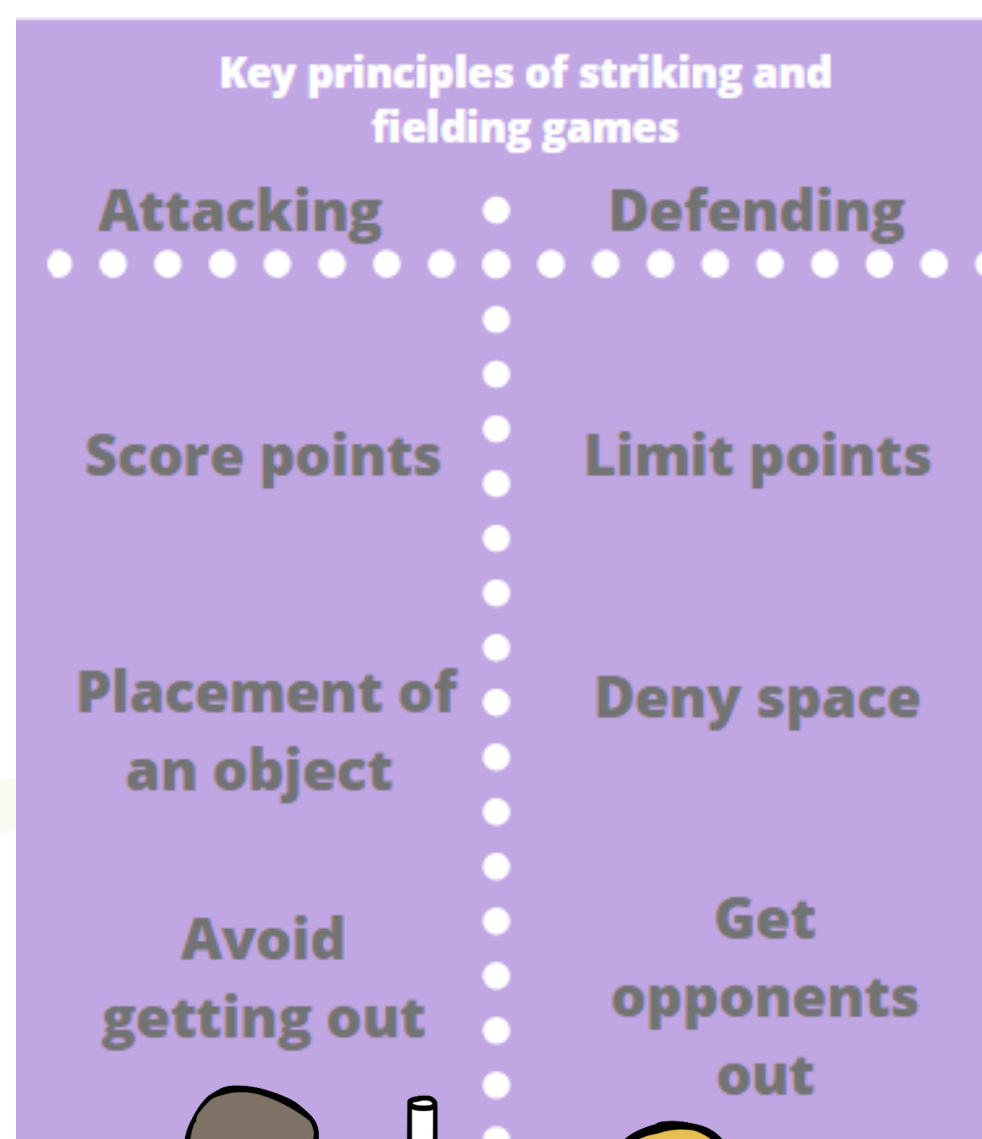 Key principles of striking and
fielding games
Attacking
Defending
Score points
Limit points
Placement of
an object
Deny space
Avoid
getting out
Get
opponents
out